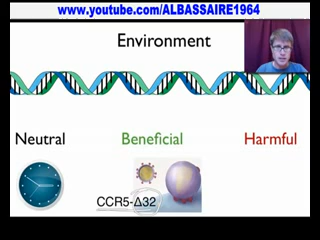 www.youtube.com/ALBASSAIRE1964
Environment
Neutral Beneficial Harmful
CCR5-Δ32